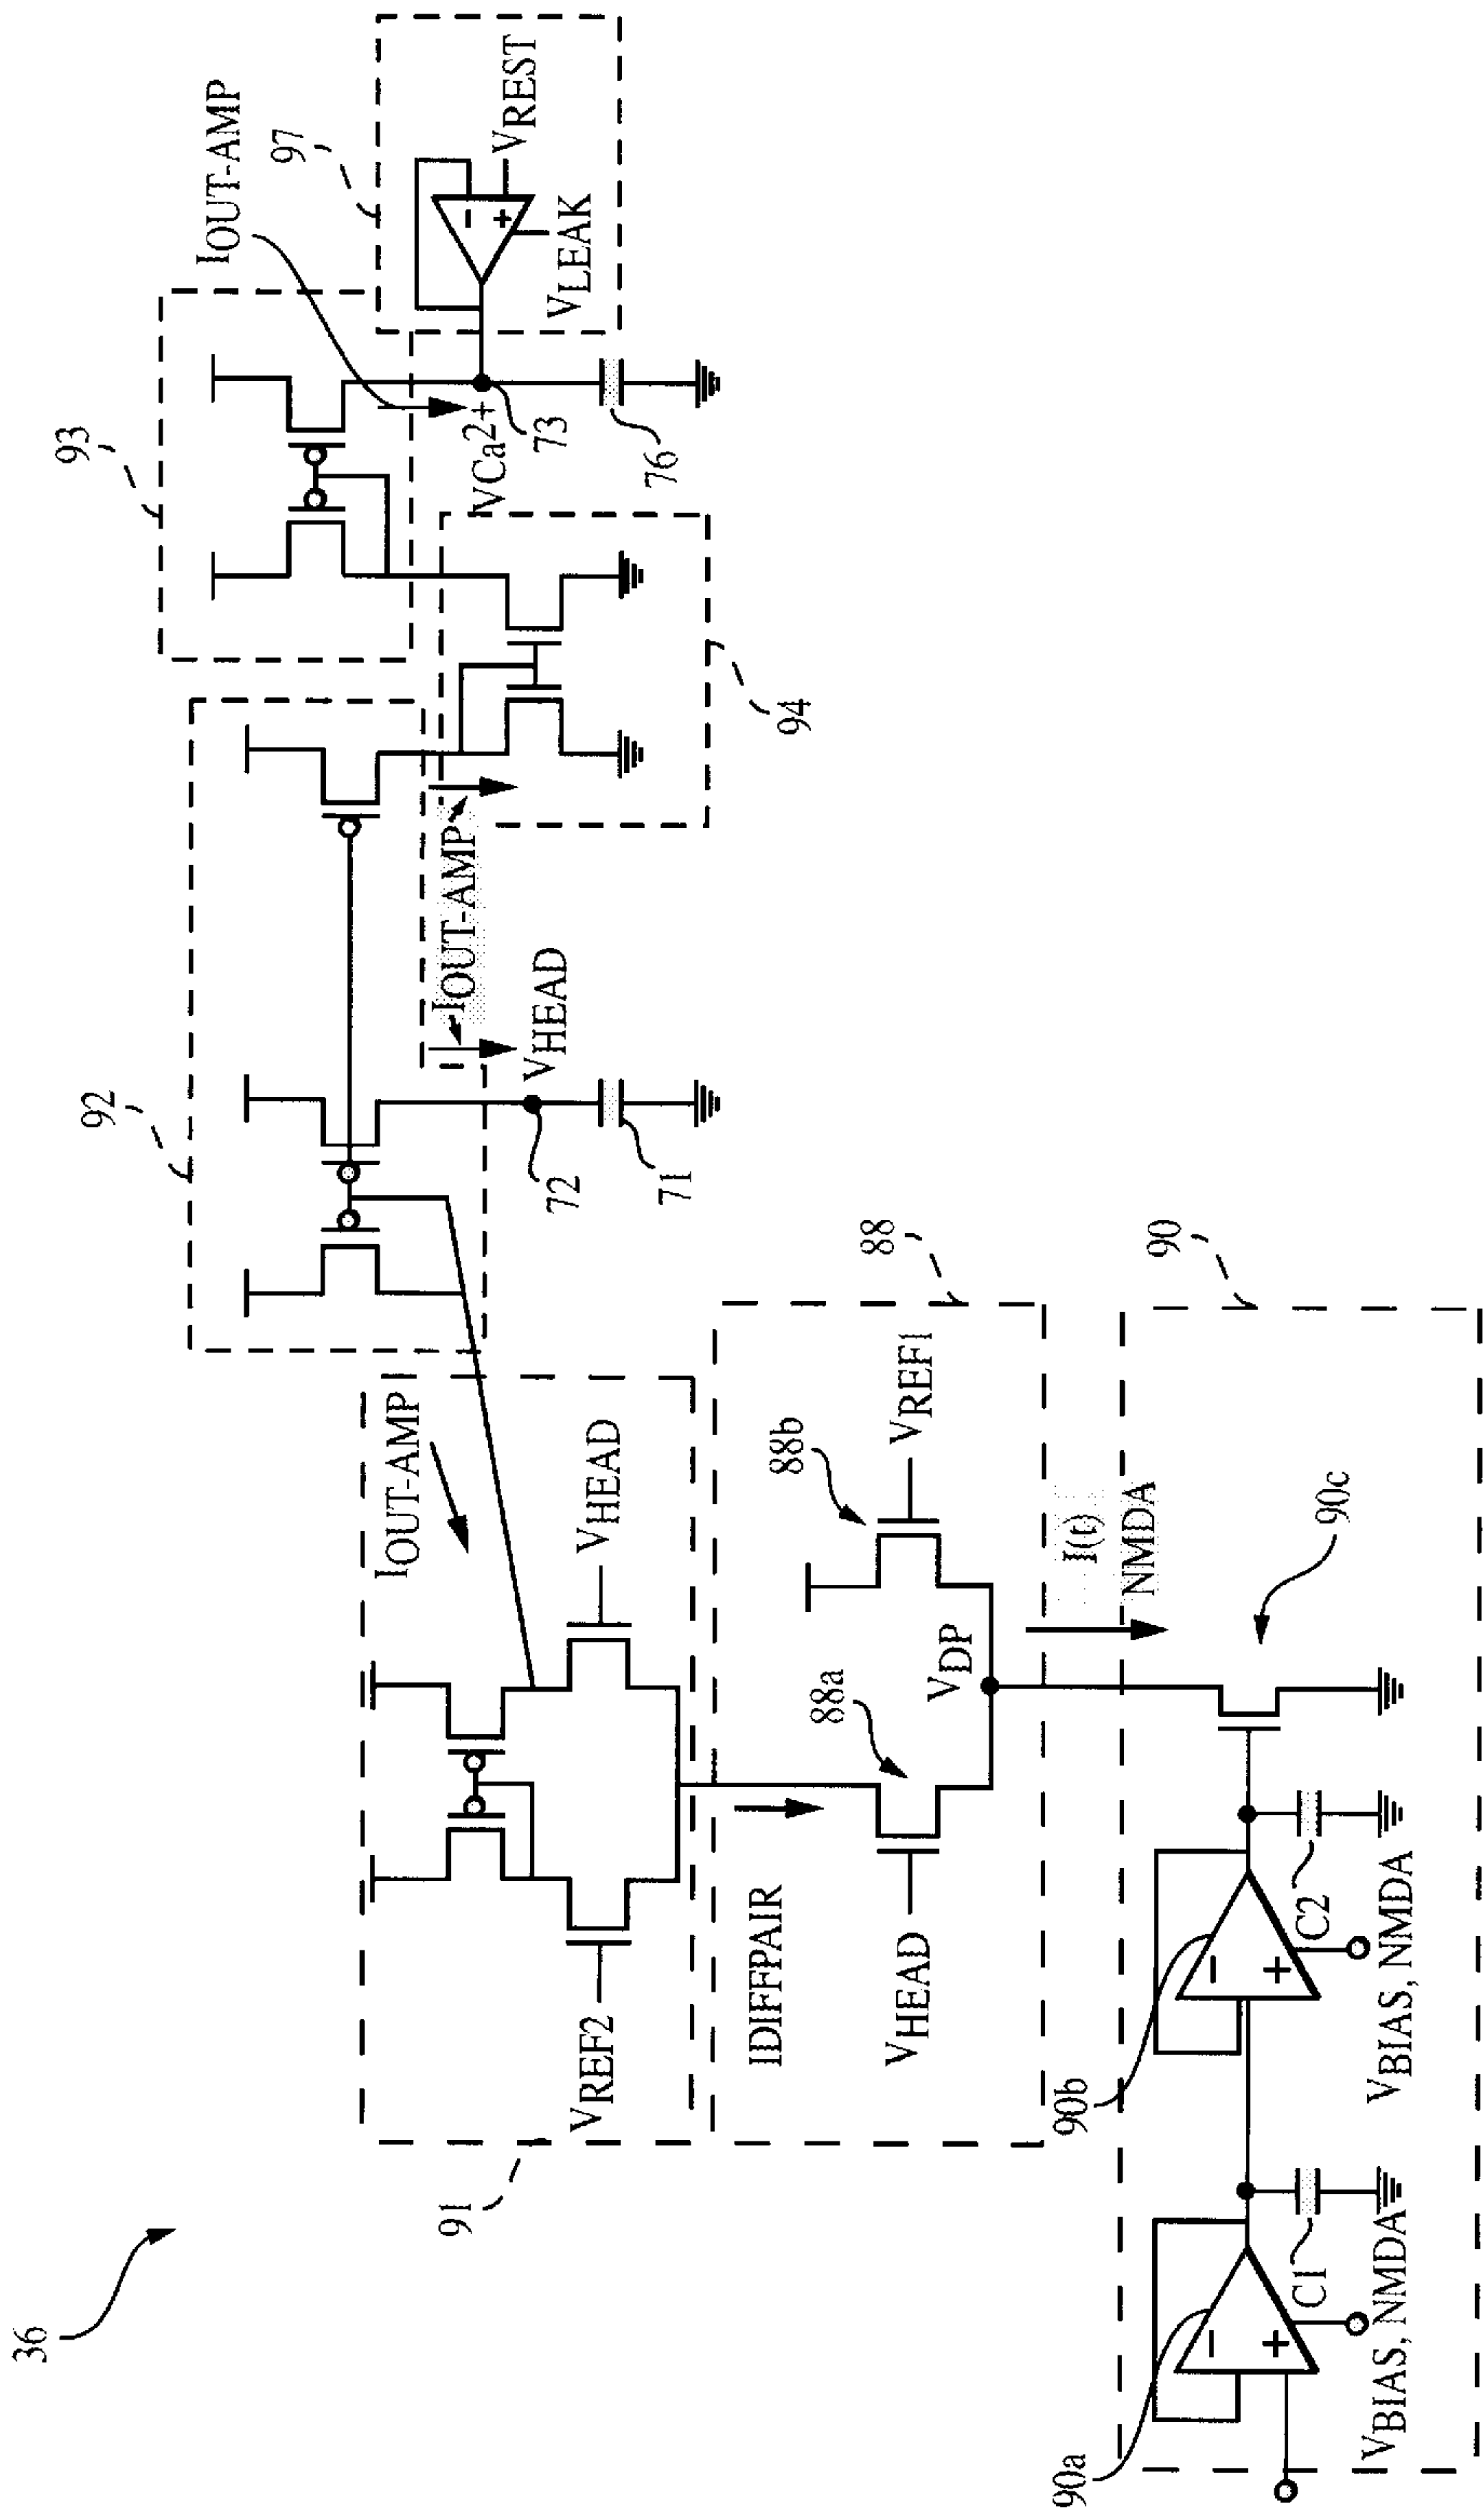 36
91
IOUT-AMP
VREF2
VHEAD
92
IOUT-AMP
VHEAD
72
71
93
IOUT-AMP
97
VREST
VLEAK
VCa2+
73
76
94
IDIFFPAIR
88
88a
88b
VHEAD
VREF1
VDP
I(t)
NMDA
90
90a
90b
90c
C1
C2
VBIAS, NMDA
VBIAS, NMDA